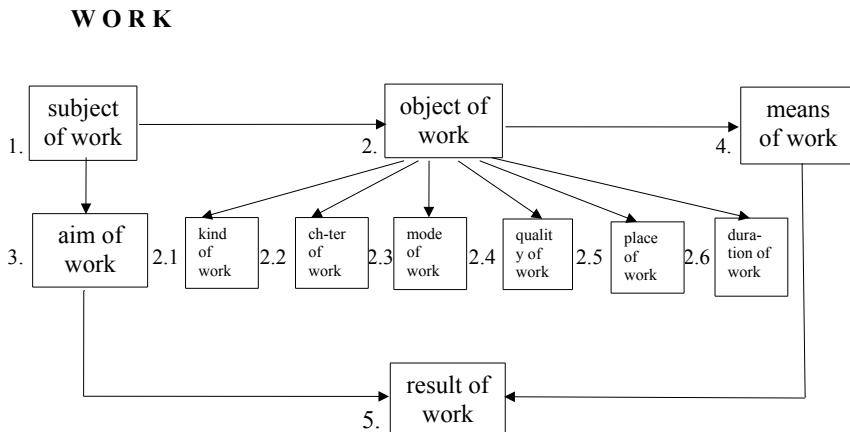 W O R K
subject
of work
1.
object of
work
2.
means
of work
4.
aim of
work
3.
kind
of
work
2.1
ch-ter
of
work
2.2
mode
of
work
2.3
qualit
y of
work
2.4
place
of
work
2.5
dura-
tion of
work
2.6
result of
work
5.